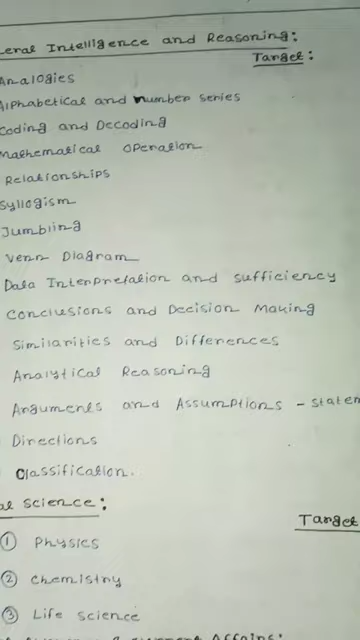 eral Intelligence and Reasoning:
Target:
Analogies
Alphabetical and number series
Coding and Decoding
Mathematical operation
Relationships
Syllogism
Jumbling
Venn Diagram
Data Interpretation and sufficiency
Conclusions and Decision Making
Similarities and Differences
Analytical Reasoning
Arguments and Assumptions - statem
Directions
Classification.
al science:
Target
① Physics
② Chemistry
③ Life science
Affairs: